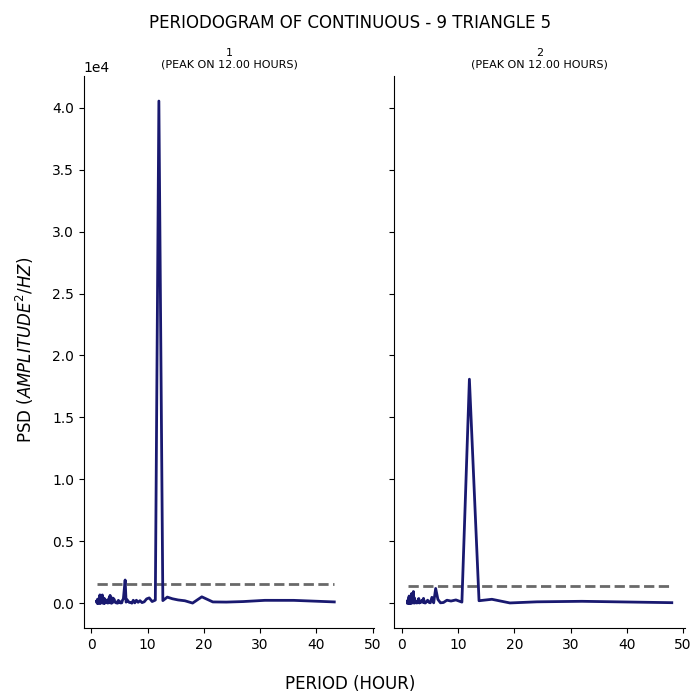 PERIODOGRAM OF CONTINUOUS - 9 TRIANGLE 5
1
(PEAK ON 12.00 HOURS)
2
(PEAK ON 12.00 HOURS)
1e4
4.0
3.5
3.0
2.5
2.0
1.5
1.0
0.5
0.0
PSD (AMPLITUDE²/HZ)
0 10 20 30 40 50
0 10 20 30 40 50
PERIOD (HOUR)